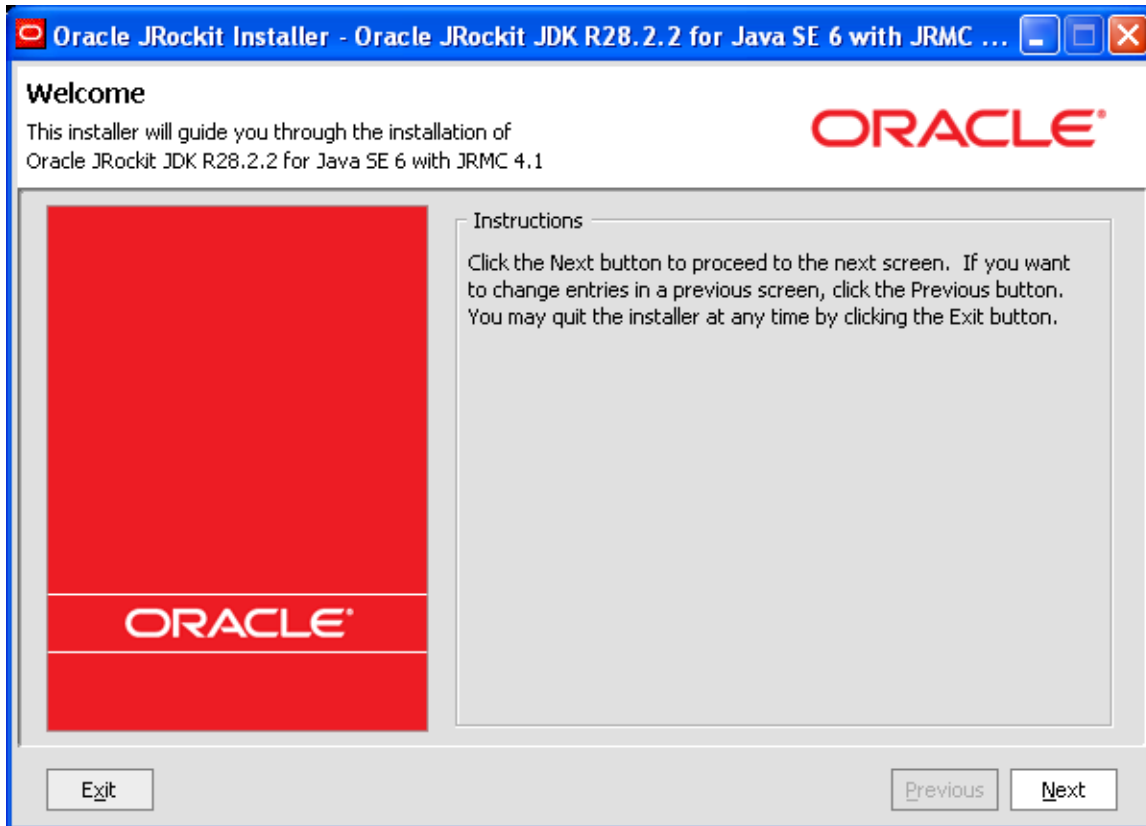 Oracle JRockit Installer - Oracle JRockit JDK R28.2.2 for Java SE 6 with JRMC ...
Welcome
This installer will guide you through the installation of
Oracle JRockit JDK R28.2.2 for Java SE 6 with JRMC 4.1
ORACLE®
Instructions
Click the Next button to proceed to the next screen.  If you want
to change entries in a previous screen, click the Previous button.
You may quit the installer at any time by clicking the Exit button.
ORACLE®
Exit
Previous
Next